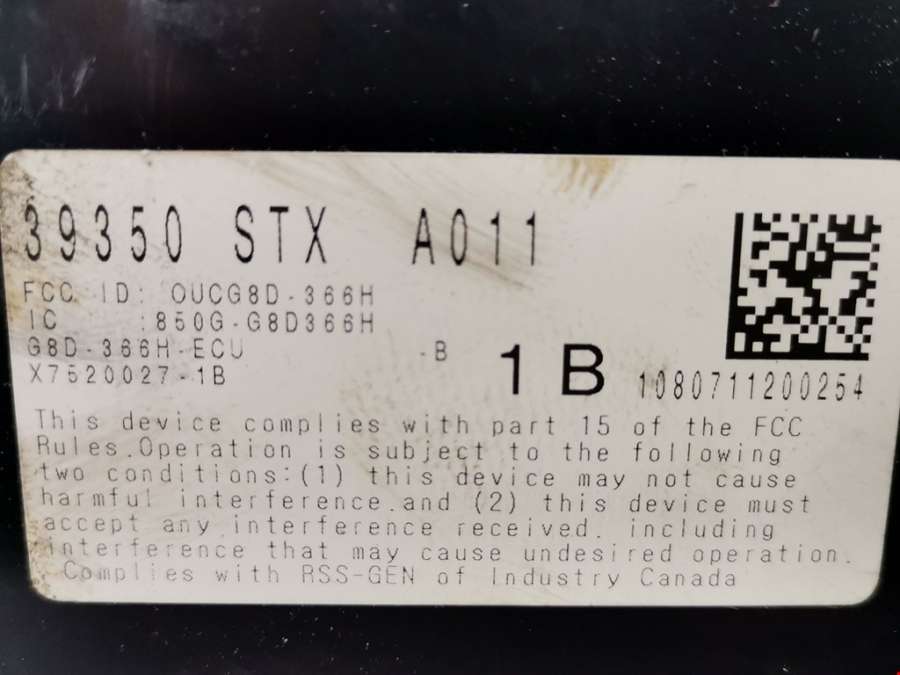 39350 STX A011
FCC ID: OUCG8D-366H
IC :850G-G8D366H
G8D-366H-ECU -B
X7520027-1B
1B
1080711200254
This device complies with part 15 of the FCC
Rules.Operation is subject to the following
two conditions:(1) this device may not cause
harmful interference.and (2) this device must
accept any interference received. including
interference that may cause undesired operation.
Complies with RSS-GEN of Industry Canada